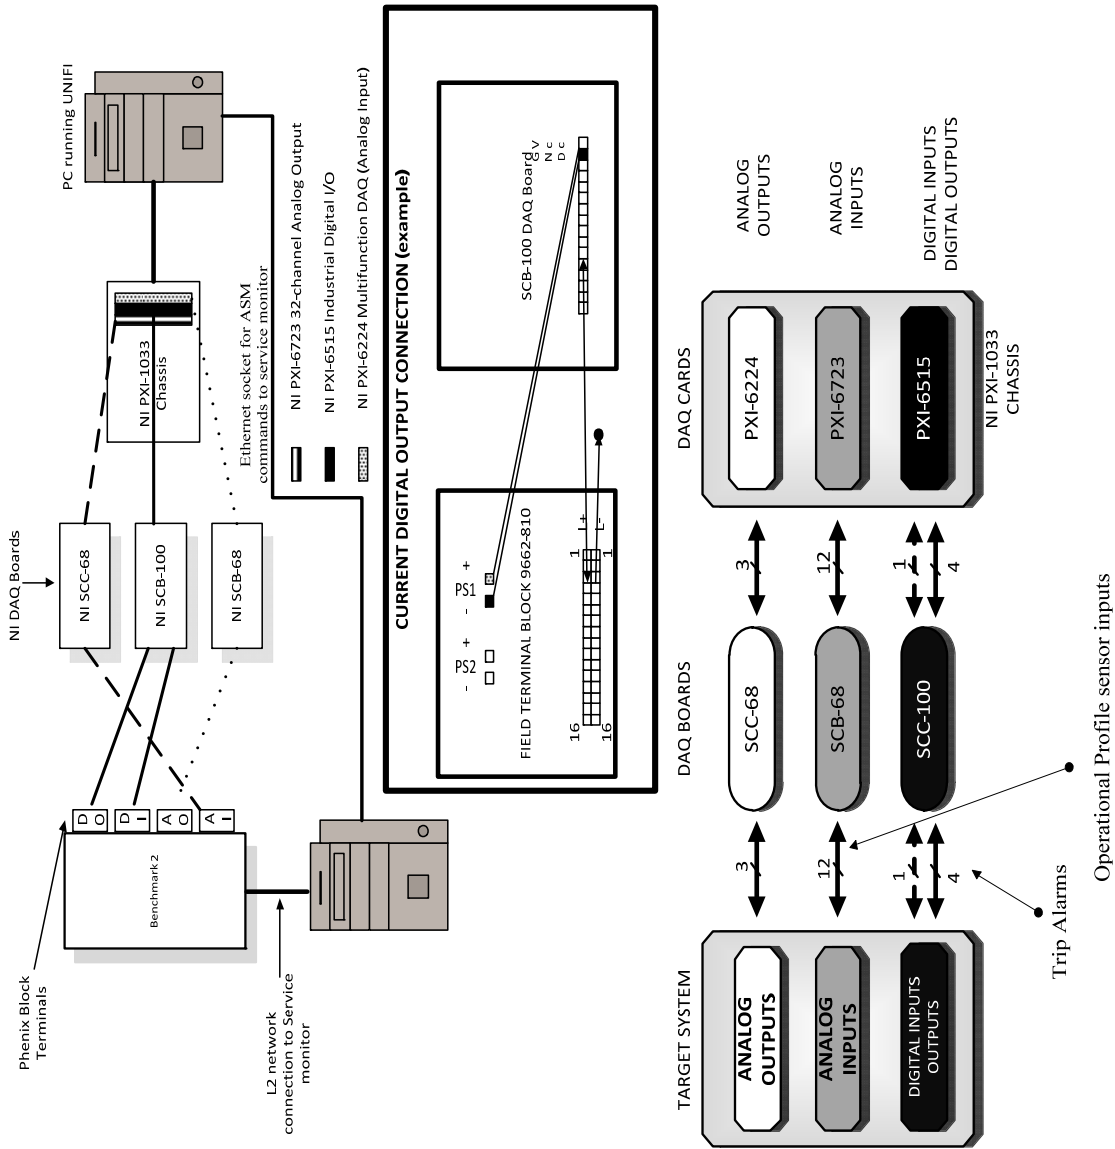 Phenix Block
Terminals
Benchmark 2
D
O
D
I
A
O
A
I
L2 network
connection to Service
monitor
NI DAQ Boards
NI SCC-68
NI SCB-100
NI SCB-68
NI PXI-1033
Chassis
PC running UNIFI
Ethernet socket for ASM
commands to service monitor
NI PXI-6723 32-channel Analog Output
NI PXI-6515 Industrial Digital I/O
NI PXI-6224 Multifunction DAQ (Analog Input)
CURRENT DIGITAL OUTPUT CONNECTION (example)
- PS2 +
- PS1 +
FIELD TERMINAL BLOCK 9662-810
16
1
L+
16
1
L-
SCB-100 DAQ Board
G V
N c
D c
TARGET SYSTEM
DAQ BOARDS
DAQ CARDS
ANALOG
OUTPUTS
3
SCC-68
3
PXI-6224
ANALOG
OUTPUTS
ANALOG
INPUTS
12
SCB-68
12
PXI-6723
ANALOG
INPUTS
DIGITAL INPUTS
OUTPUTS
1
4
SCC-100
1
4
PXI-6515
DIGITAL INPUTS
DIGITAL OUTPUTS
NI PXI-1033
CHASSIS
Trip Alarms
Operational Profile sensor inputs